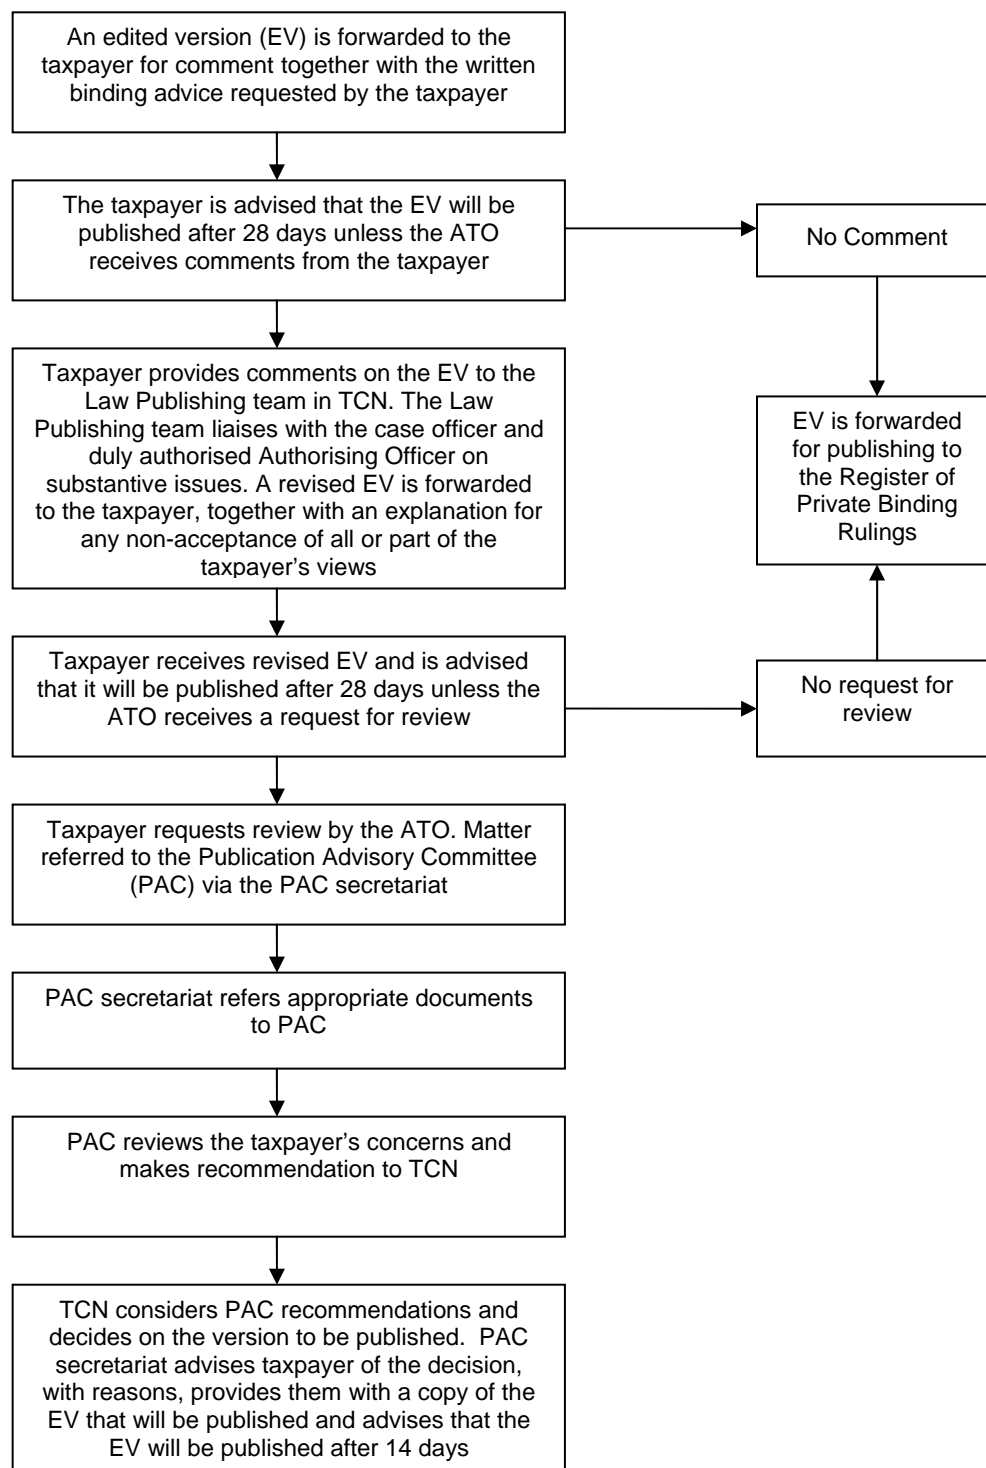 An edited version (EV) is forwarded to the
taxpayer for comment together with the written
binding advice requested by the taxpayer
The taxpayer is advised that the EV will be
published after 28 days unless the ATO
receives comments from the taxpayer
No Comment
Taxpayer provides comments on the EV to the
Law Publishing team in TCN. The Law
Publishing team liaises with the case officer and
duly authorised Authorising Officer on
substantive issues. A revised EV is forwarded
to the taxpayer, together with an explanation for
any non-acceptance of all or part of the
taxpayer's views
EV is forwarded
for publishing to
the Register of
Private Binding
Rulings
Taxpayer receives revised EV and is advised
that it will be published after 28 days unless the
ATO receives a request for review
No request for
review
Taxpayer requests review by the ATO. Matter
referred to the Publication Advisory Committee
(PAC) via the PAC secretariat
PAC secretariat refers appropriate documents
to PAC
PAC reviews the taxpayer's concerns and
makes recommendation to TCN
TCN considers PAC recommendations and
decides on the version to be published.  PAC
secretariat advises taxpayer of the decision,
with reasons, provides them with a copy of the
EV that will be published and advises that the
EV will be published after 14 days